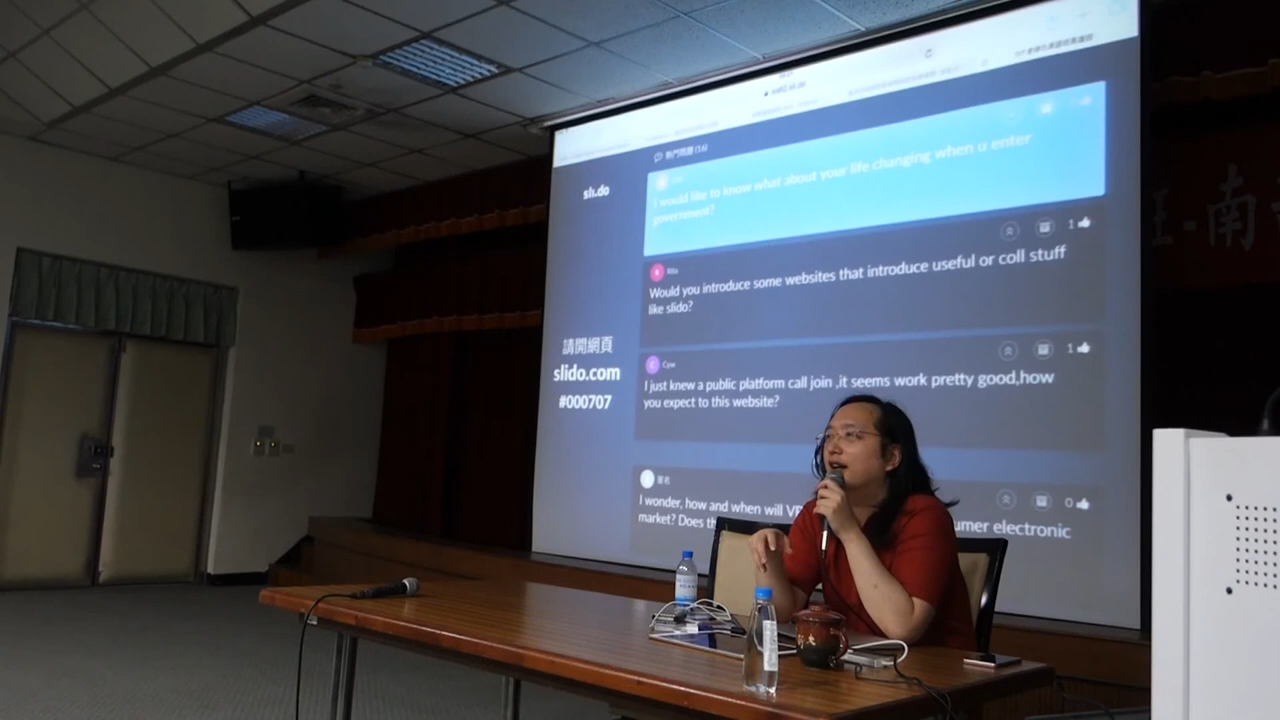 熱門問題 (16)
sli.do
I would like to know what about your life changing when u enter
government?
1
Rita
Would you introduce some websites that introduce useful or coll stuff
like slido?
請開網頁
slido.com
#000707
1
Cyw
I just knew a public platform call join ,it seems work pretty good,how
you expect to this website?
0
匿名
I wonder, how and when will
market? Does umer electronic
南